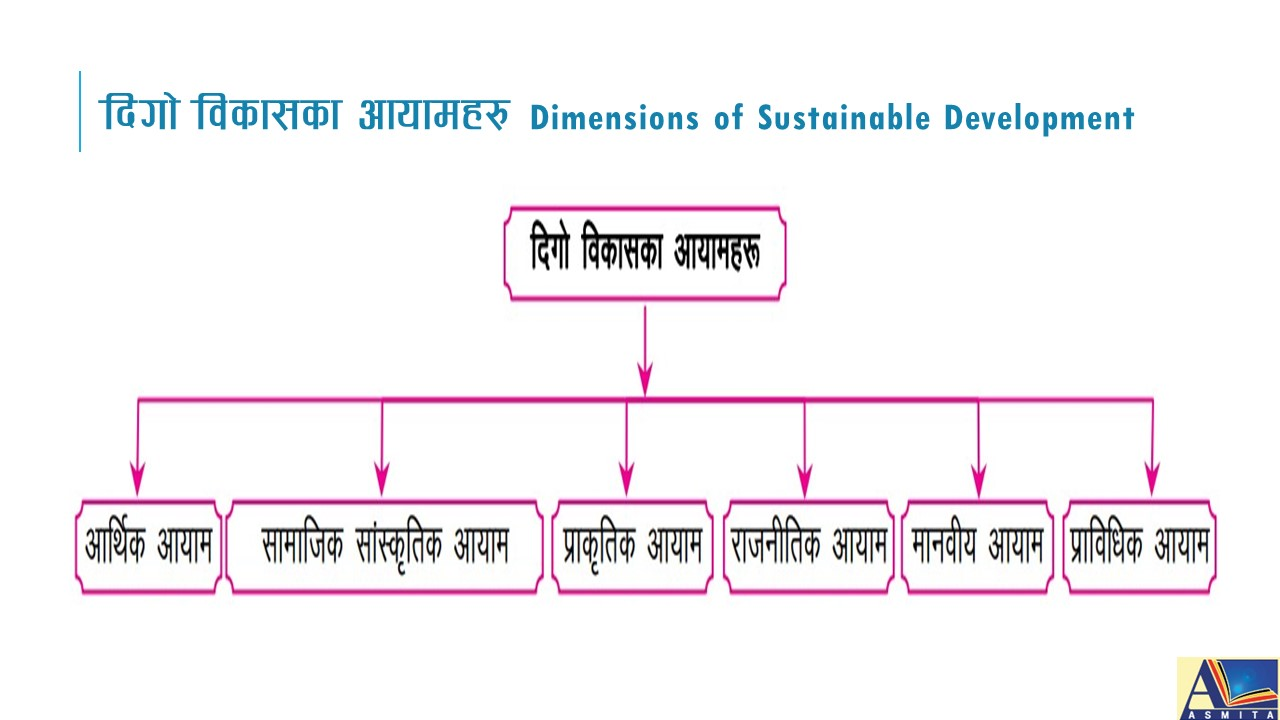 दिगो विकासका आयामहरु Dimensions of Sustainable Development
दिगो विकासका आयामहरू
आर्थिक आयाम सामाजिक सांस्कृतिक आयाम प्राकृतिक आयाम राजनीतिक आयाम मानवीय आयाम प्राविधिक आयाम
ASMITA